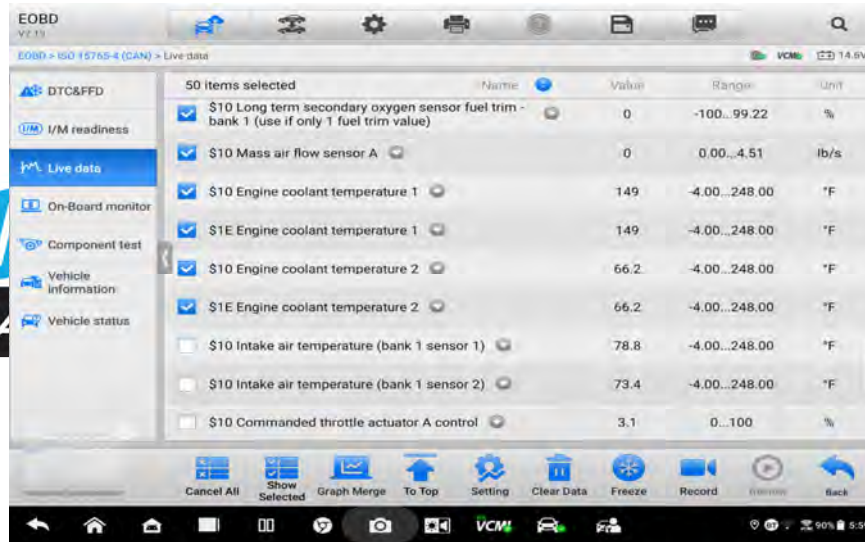 EOBD
V2.19
EOBD > ISO 15765-4 (CAN) > Live data
VCMI 14.6V
DTC&FFD
I/M I/M readiness
Live data
On-Board monitor
Component test
Vehicle
information
Vehicle status
50 items selected Name Value Range Unit
$10 Long term secondary oxygen sensor fuel trim -
bank 1 (use if only 1 fuel trim value) 0 -100...99.22 %
$10 Mass air flow sensor A 0 0.00...4.51 lb/s
$10 Engine coolant temperature 1 149 -4.00...248.00 °F
$1E Engine coolant temperature 1 149 -4.00...248.00 °F
$10 Engine coolant temperature 2 66.2 -4.00...248.00 °F
$1E Engine coolant temperature 2 66.2 -4.00...248.00 °F
$10 Intake air temperature (bank 1 sensor 1) 78.8 -4.00...248.00 °F
$10 Intake air temperature (bank 1 sensor 2) 73.4 -4.00...248.00 °F
$10 Commanded throttle actuator A control 3.1 0...100 %
Cancel All Show
Selected Graph Merge To Top Setting Clear Data Freeze Record Back
VCMI 90% 5:5